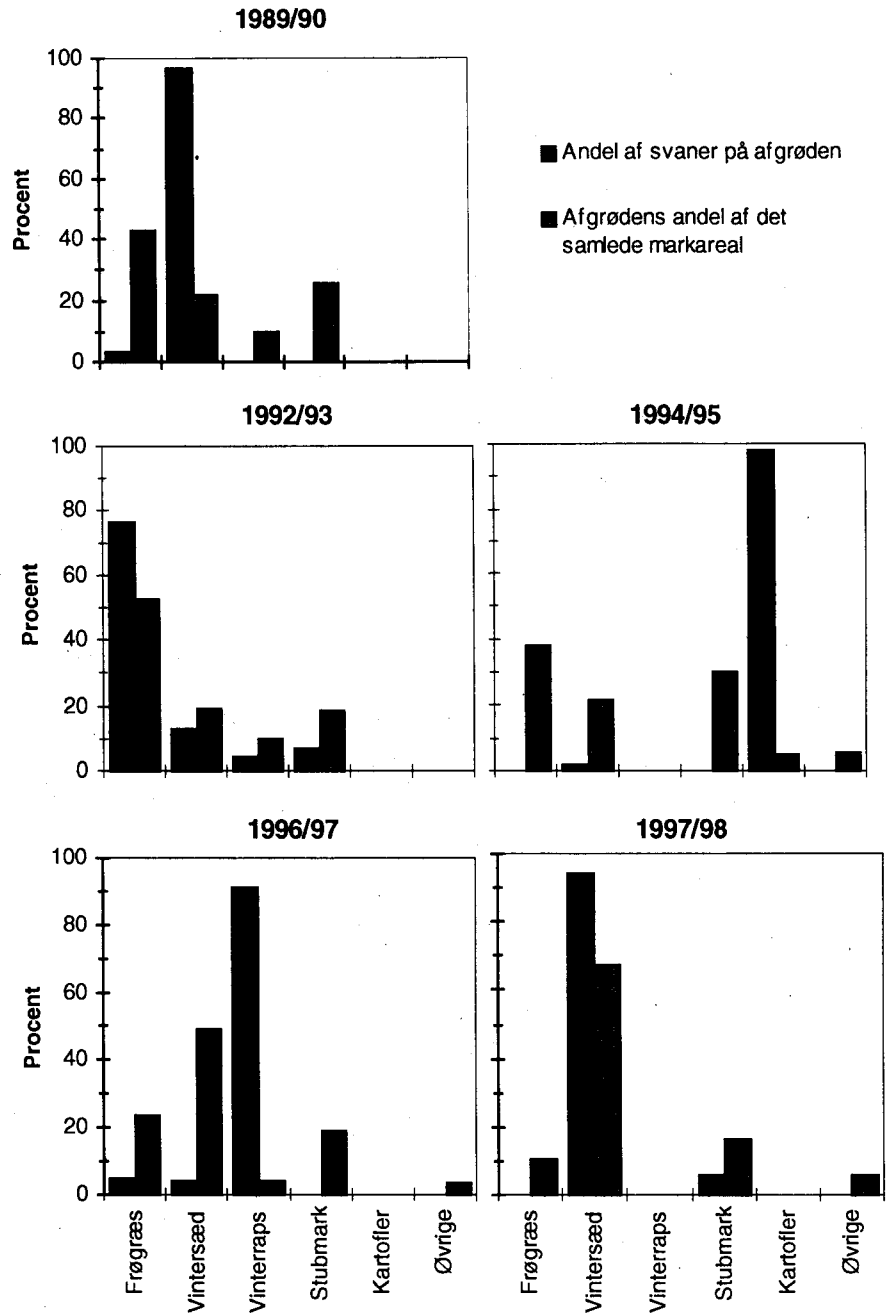 1989/90
100
80
60
40
20
0
Procent
Andel af svaner på afgrøden
Afgrødens andel af det
samlede markareal
1992/93
100
80
60
40
20
0
Procent
1994/95
1996/97
100
80
60
40
20
0
Procent
Frøgræs
Vintersæd
Vinterraps
Stubmark
Kartofler
Øvrige
1997/98
Frøgræs
Vintersæd
Vinterraps
Stubmark
Kartofler
Øvrige